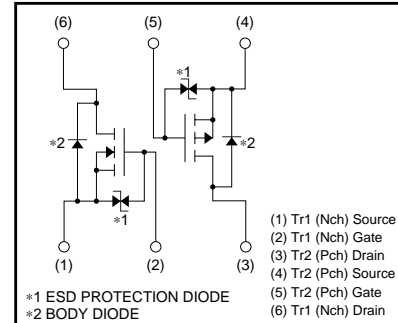 (6) (5) (4)
∗1
∗2 ∗2
∗1
(1) (2) (3)
(1) Tr1 (Nch) Source
(2) Tr1 (Nch) Gate
(3) Tr2 (Pch) Drain
(4) Tr2 (Pch) Source
(5) Tr2 (Pch) Gate
(6) Tr1 (Nch) Drain
∗1 ESD PROTECTION DIODE
∗2 BODY DIODE